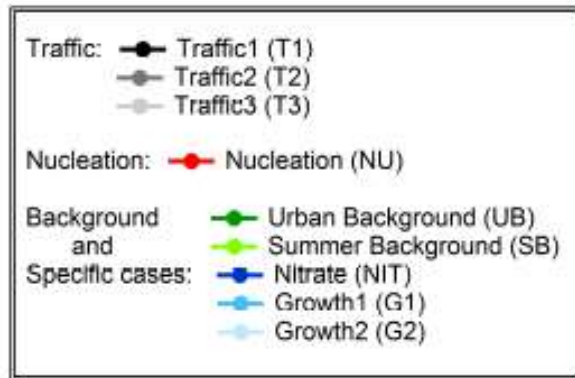 Traffic: Traffic1 (T1)
Traffic2 (T2)
Traffic3 (T3)
Nucleation: Nucleation (NU)
Background Urban Background (UB)
and Summer Background (SB)
Specific cases: Nitrate (NIT)
Growth1 (G1)
Growth2 (G2)